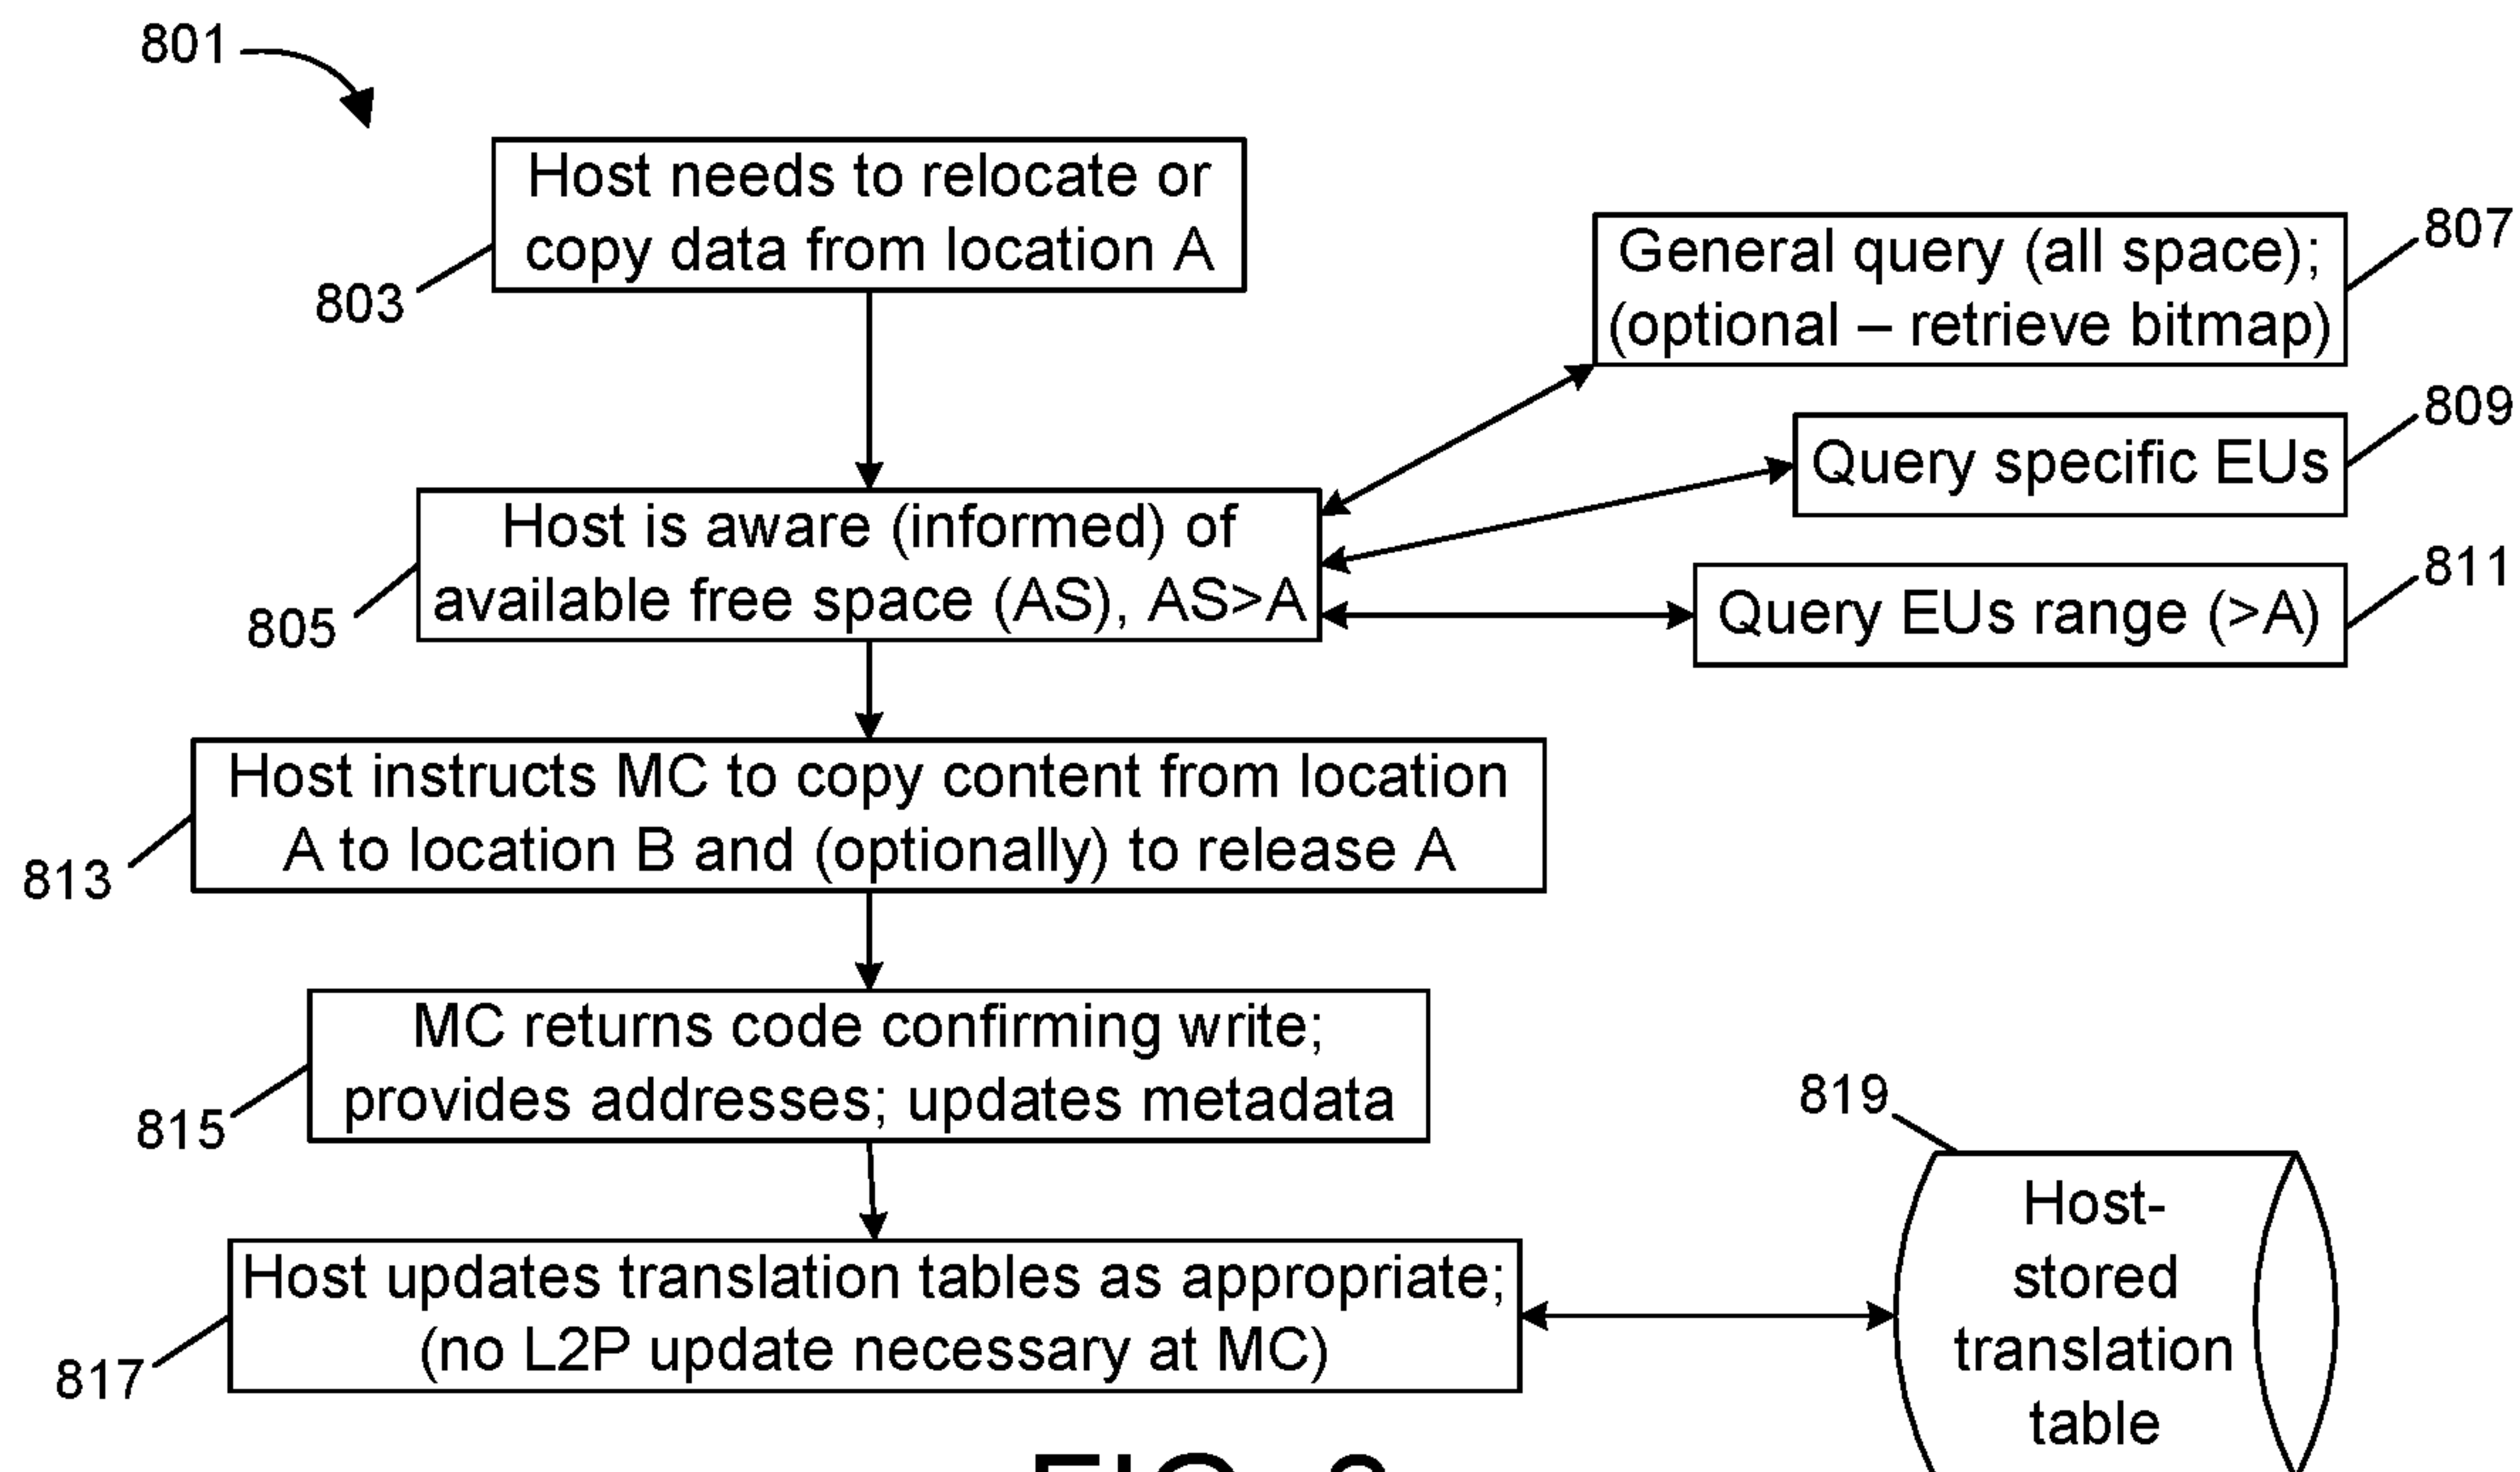 801
Host needs to relocate or
copy data from location A
803
General query (all space);
(optional – retrieve bitmap)
807
Query specific EUs
809
Host is aware (informed) of
available free space (AS), AS>A
805
Query EUs range (>A)
811
Host instructs MC to copy content from location
A to location B and (optionally) to release A
813
MC returns code confirming write;
provides addresses; updates metadata
815
Host updates translation tables as appropriate;
(no L2P update necessary at MC)
817
819
Host-
stored
translation
table